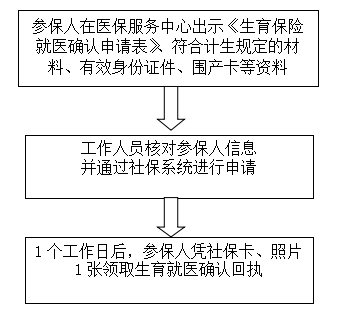 参保人在医保服务中心出示《生育保险
就医确认申请表》、符合计生规定的材
料、有效身份证件、围产卡等资料
工作人员核对参保人信息
并通过社保系统进行申请
1个工作日后，参保人凭社保卡、照片
1张领取生育就医确认回执